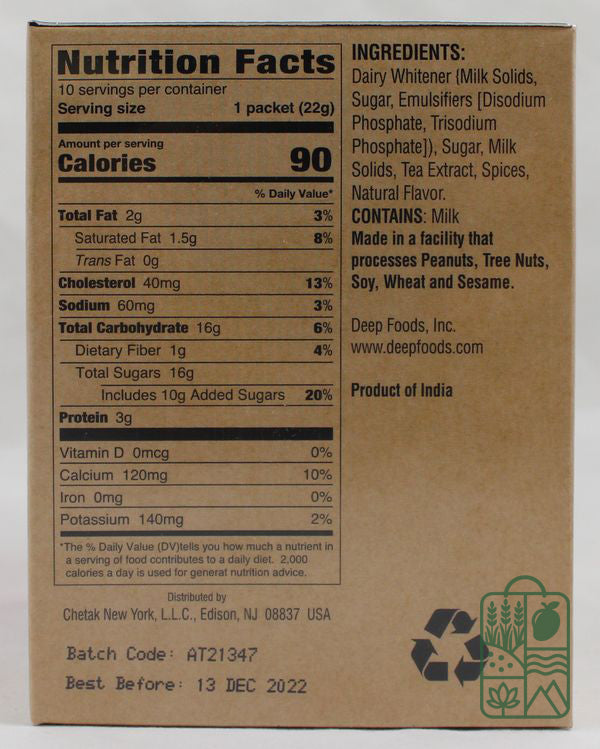 Nutrition Facts
10 servings per container
Serving size 1 packet (22g)
Amount per serving
Calories 90
% Daily Value*
Total Fat 2g 3%
Saturated Fat 1.5g 8%
Trans Fat 0g
Cholesterol 40mg 13%
Sodium 60mg 3%
Total Carbohydrate 16g 6%
Dietary Fiber 1g 4%
Total Sugars 16g
Includes 10g Added Sugars 20%
Protein 3g
Vitamin D 0mcg 0%
Calcium 120mg 10%
Iron 0mg 0%
Potassium 140mg 2%
*The % Daily Value (DV)tells you how much a nutrient in
a serving of food contributes to a daily diet. 2,000
calories a day is used for general nutrition advice.
Distributed by
Chetak New York, L.L.C., Edison, NJ 08837 USA
Batch Code: AT21347
Best Before: 13 DEC 2022
INGREDIENTS:
Dairy Whitener {Milk Solids,
Sugar, Emulsifiers [Disodium
Phosphate, Trisodium
Phosphate]), Sugar, Milk
Solids, Tea Extract, Spices,
Natural Flavor.
CONTAINS: Milk
Made in a facility that
processes Peanuts, Tree Nuts,
Soy, Wheat and Sesame.
Deep Foods, Inc.
www.deepfoods.com
Product of India